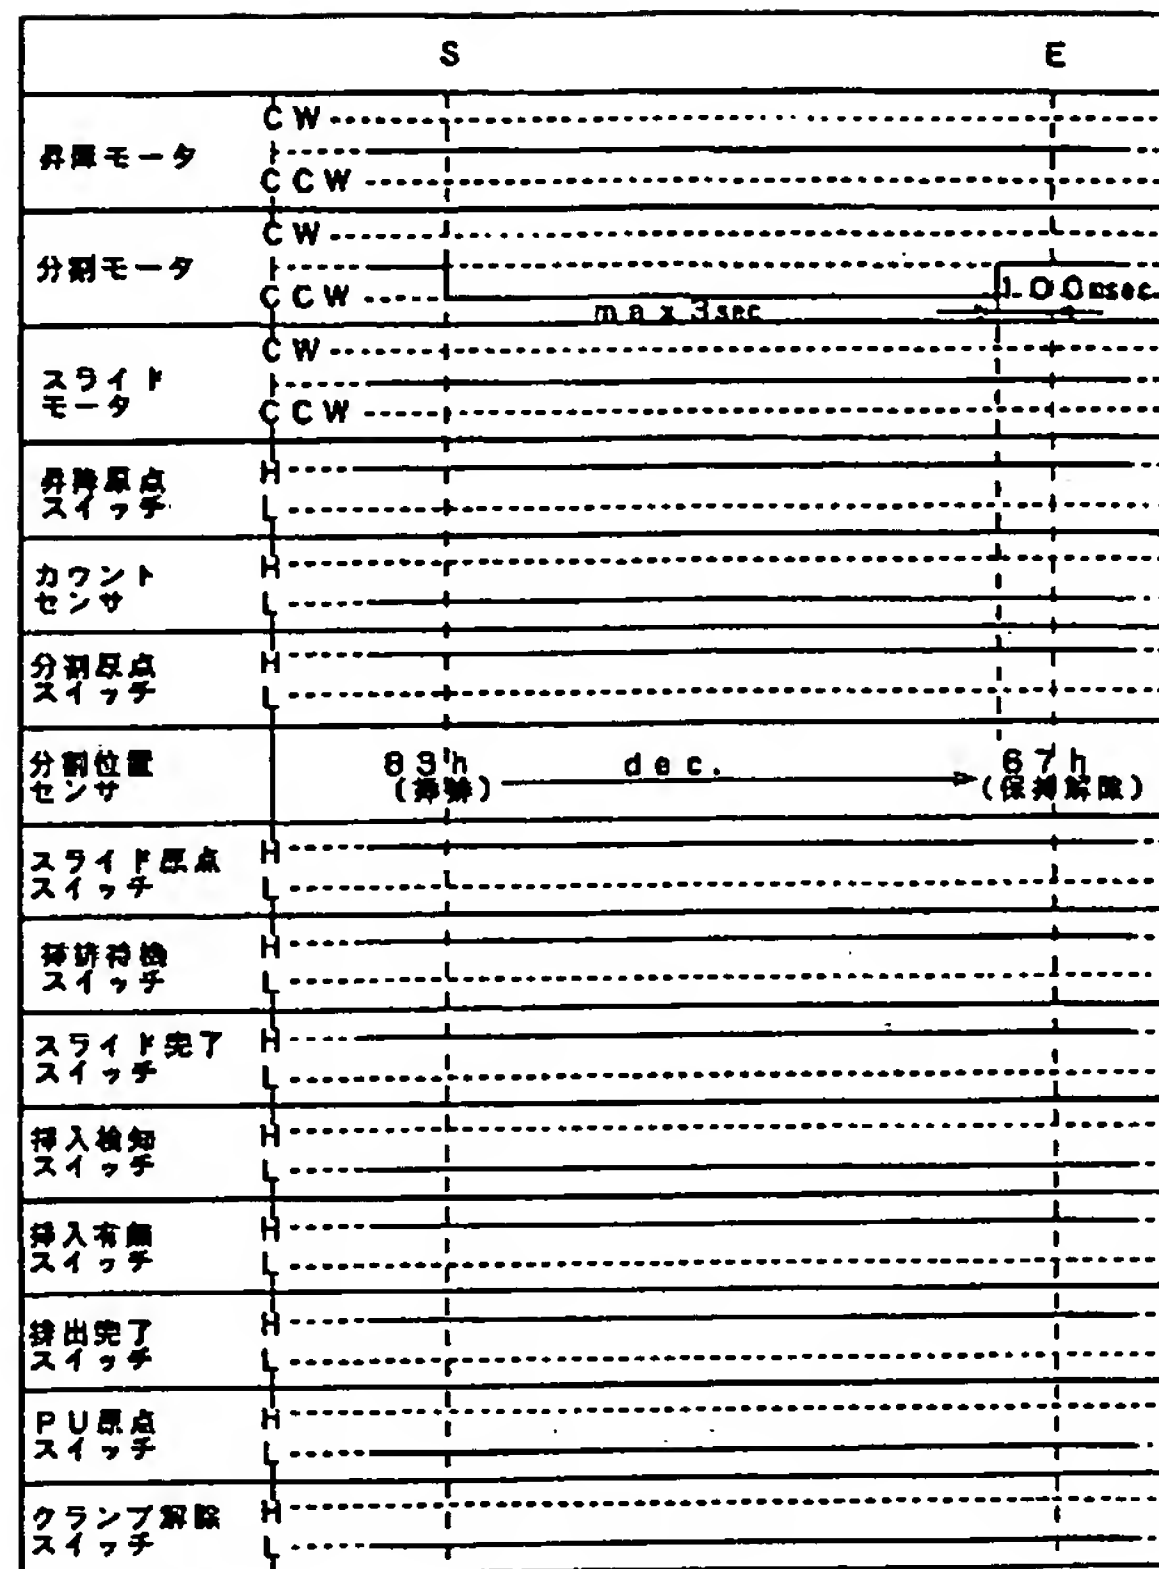 S E
昇降モータ
CW
CCW
分割モータ
CW
CCW
max 3sec
100msec
スライド
モータ
CW
CCW
昇降原点
スイッチ
H
L
カウント
センサ
H
L
分割原点
スイッチ
H
L
分割位置
センサ
83h dec. 67h
(挿排) (保持解除)
スライド原点
スイッチ
H
L
挿排待機
スイッチ
H
L
スライド完了
スイッチ
H
L
挿入検知
スイッチ
H
L
挿入有無
スイッチ
H
L
排出完了
スイッチ
H
L
PU原点
スイッチ
H
L
クランプ解除
スイッチ
H
L